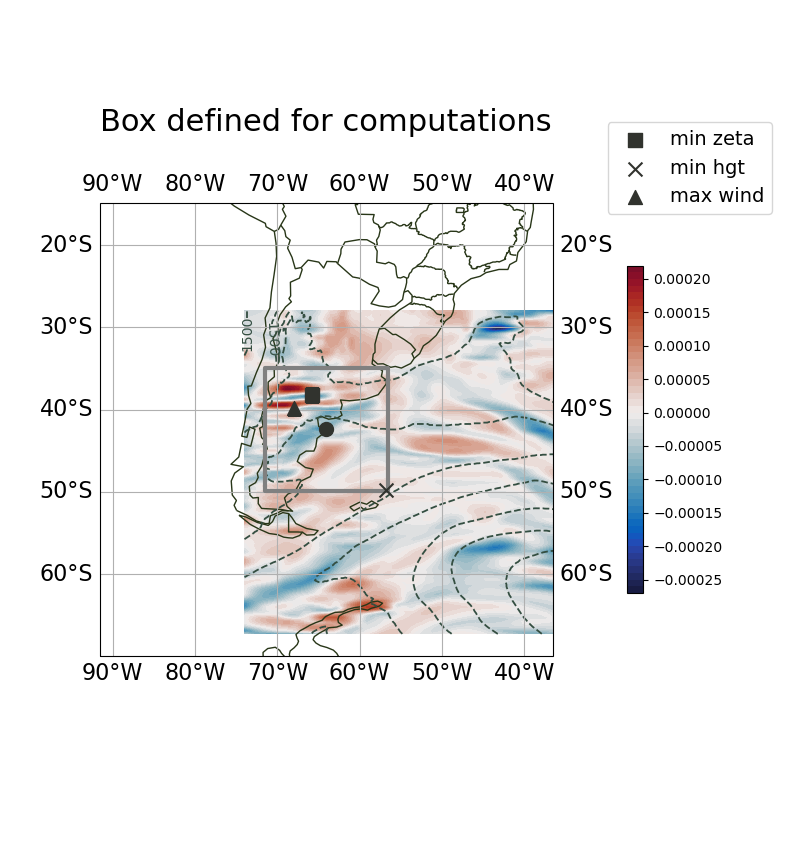 Box defined for computations
min zeta
min hgt
max wind
90°W 80°W 70°W 60°W 50°W 40°W
20°S 20°S
30°S 30°S
40°S 40°S
50°S 50°S
60°S 60°S
90°W 80°W 70°W 60°W 50°W 40°W
1500
0.00020
0.00015
0.00010
0.00005
0.00000
−0.00005
−0.00010
−0.00015
−0.00020
−0.00025